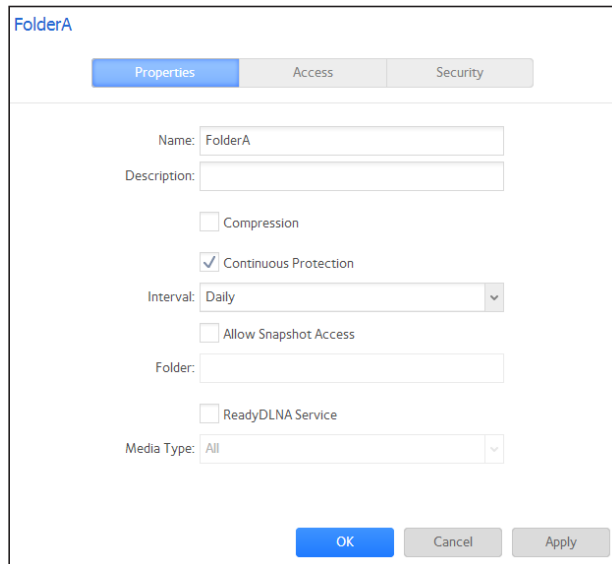 FolderA
Properties Access Security
Name: FolderA
Description:
Compression
Continuous Protection
Interval: Daily
Allow Snapshot Access
Folder:
ReadyDLNA Service
Media Type: All
OK Cancel Apply